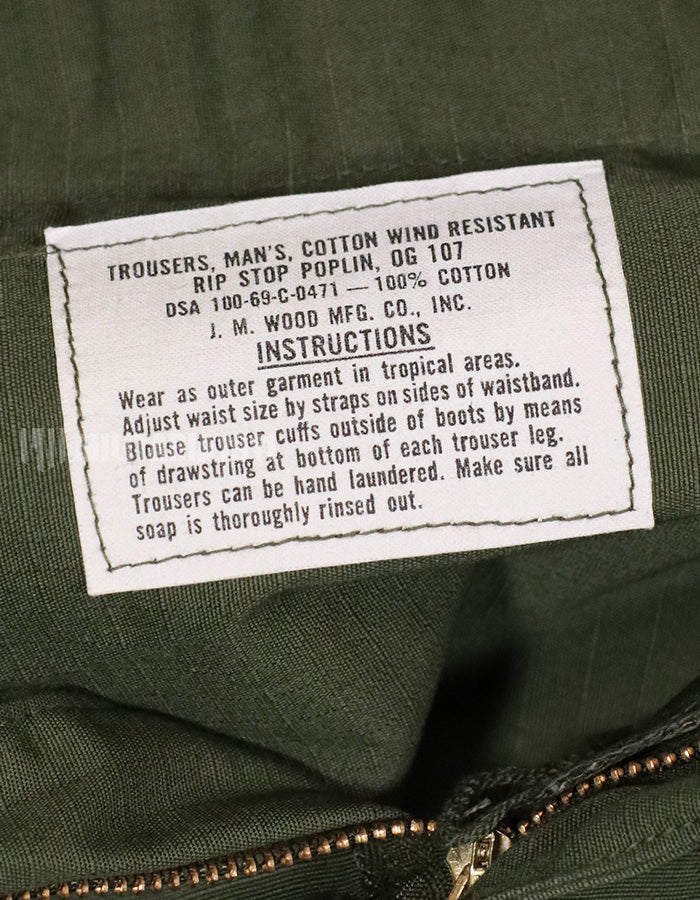 TROUSERS, MAN'S, COTTON WIND RESISTANT
RIP STOP POPLIN, OG 107
DSA 100-69-C-0471 — 100% COTTON
J. M. WOOD MFG. CO., INC.
INSTRUCTIONS
Wear as outer garment in tropical areas.
Adjust waist size by straps on sides of waistband.
Blouse trouser cuffs outside of boots by means
of drawstring at bottom of each trouser leg.
Trousers can be hand laundered. Make sure all
soap is thoroughly rinsed out.